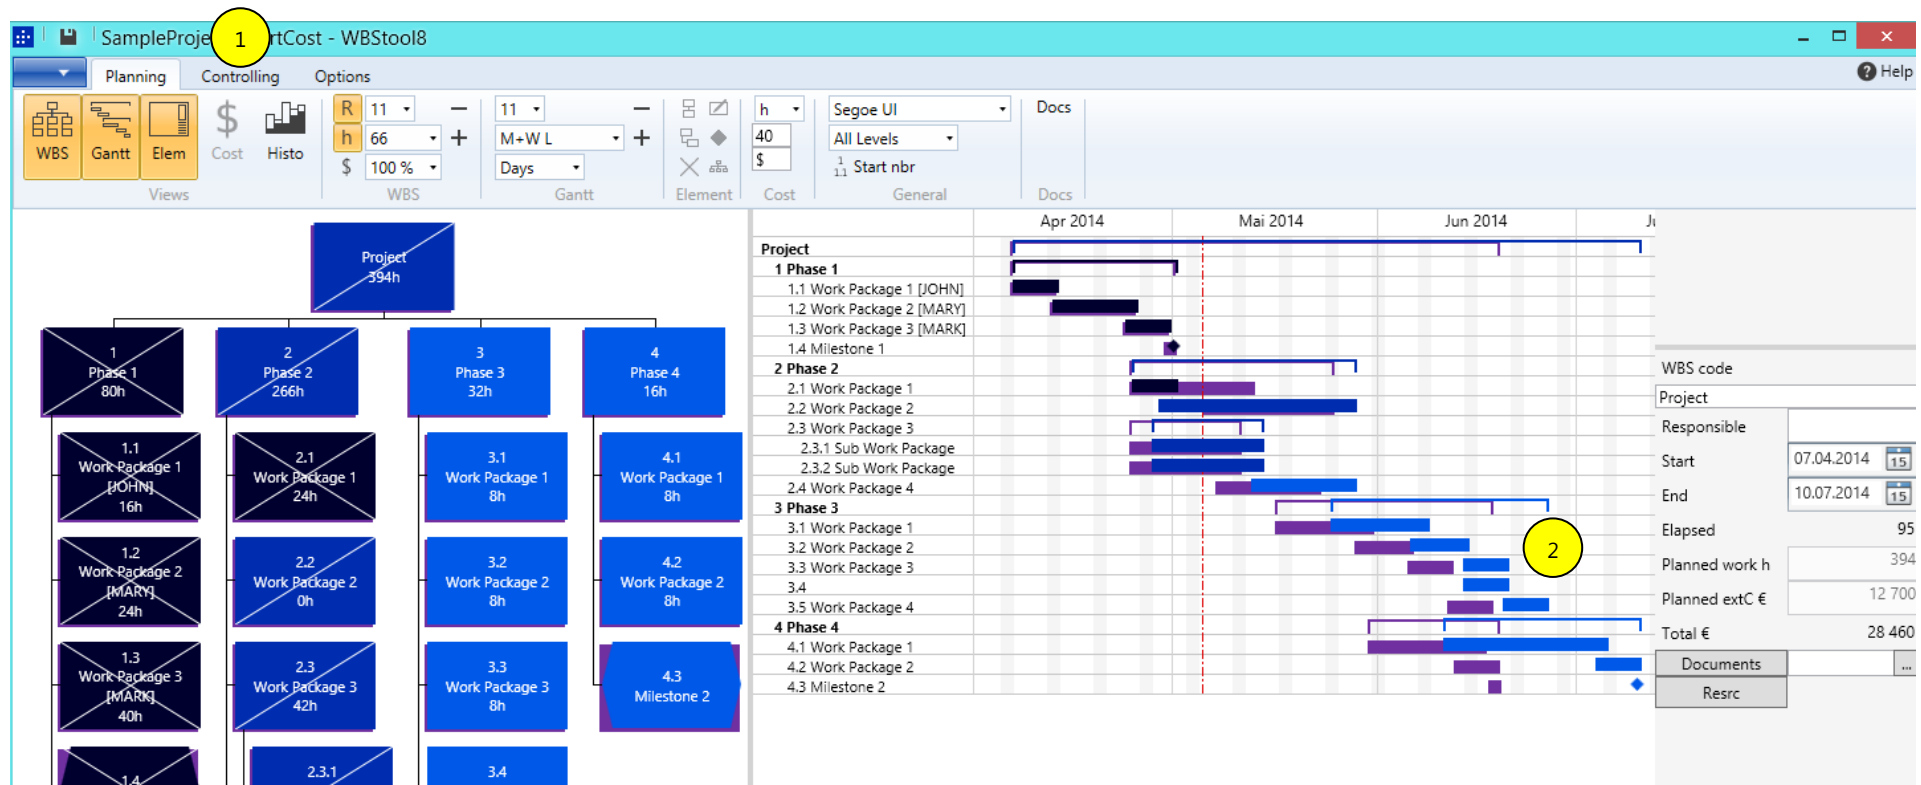 SampleProje 1 rtCost - WBStool8
Planning Controlling Options Help
R 11 11 h Segoe UI Docs
h 66 M+W L 40 All Levels
WBS Gantt Elem Cost Histo $ 100 % Days $ 1 1.1 Start nbr
Views WBS Gantt Element Cost General Docs
Project
394h
1
Phase 1
80h
2
Phase 2
266h
3
Phase 3
32h
4
Phase 4
16h
1.1
Work Package 1
[JOHN]
16h
2.1
Work Package 1
24h
3.1
Work Package 1
8h
4.1
Work Package 1
8h
1.2
Work Package 2
[MARY]
24h
2.2
Work Package 2
0h
3.2
Work Package 2
8h
4.2
Work Package 2
8h
1.3
Work Package 3
[MARK]
40h
2.3
Work Package 3
42h
3.3
Work Package 3
8h
4.3
Milestone 2
1.4
2.3.1
3.4
Apr 2014 Mai 2014 Jun 2014
Project
1 Phase 1
1.1 Work Package 1 [JOHN]
1.2 Work Package 2 [MARY]
1.3 Work Package 3 [MARK]
1.4 Milestone 1
2 Phase 2
2.1 Work Package 1
2.2 Work Package 2
2.3 Work Package 3
2.3.1 Sub Work Package
2.3.2 Sub Work Package
2.4 Work Package 4
3 Phase 3
3.1 Work Package 1
3.2 Work Package 2
3.3 Work Package 3
3.4
3.5 Work Package 4
4 Phase 4
4.1 Work Package 1
4.2 Work Package 2
4.3 Milestone 2
2
WBS code
Project
Responsible
Start 07.04.2014 15
End 10.07.2014 15
Elapsed 95
Planned work h 394
Planned extC € 12 700
Total € 28 460
Documents ...
Resrc